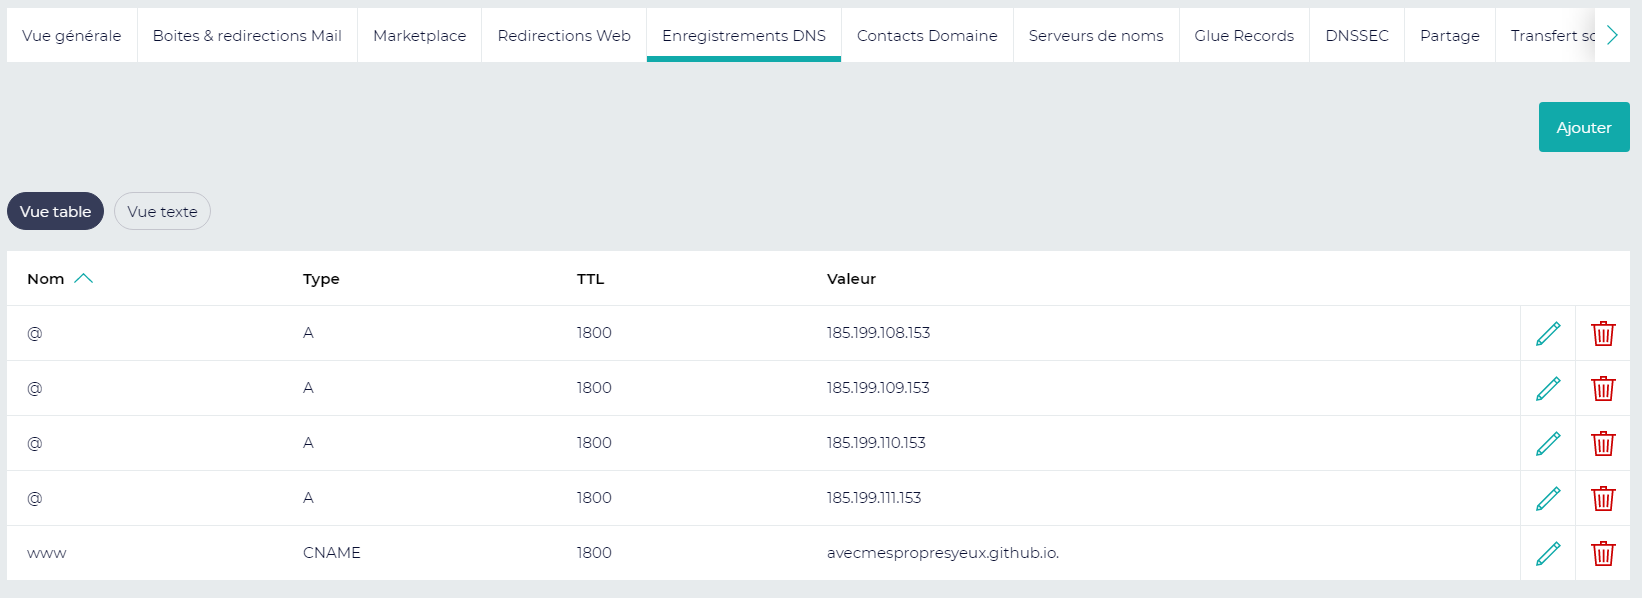 Vue générale Boites & redirections Mail Marketplace Redirections Web Enregistrements DNS Contacts Domaine Serveurs de noms Glue Records DNSSEC Partage Transfert
Ajouter
Vue table Vue texte
Nom Type TTL Valeur
@ A 1800 185.199.108.153
@ A 1800 185.199.109.153
@ A 1800 185.199.110.153
@ A 1800 185.199.111.153
www CNAME 1800 avecmespropresyeux.github.io.